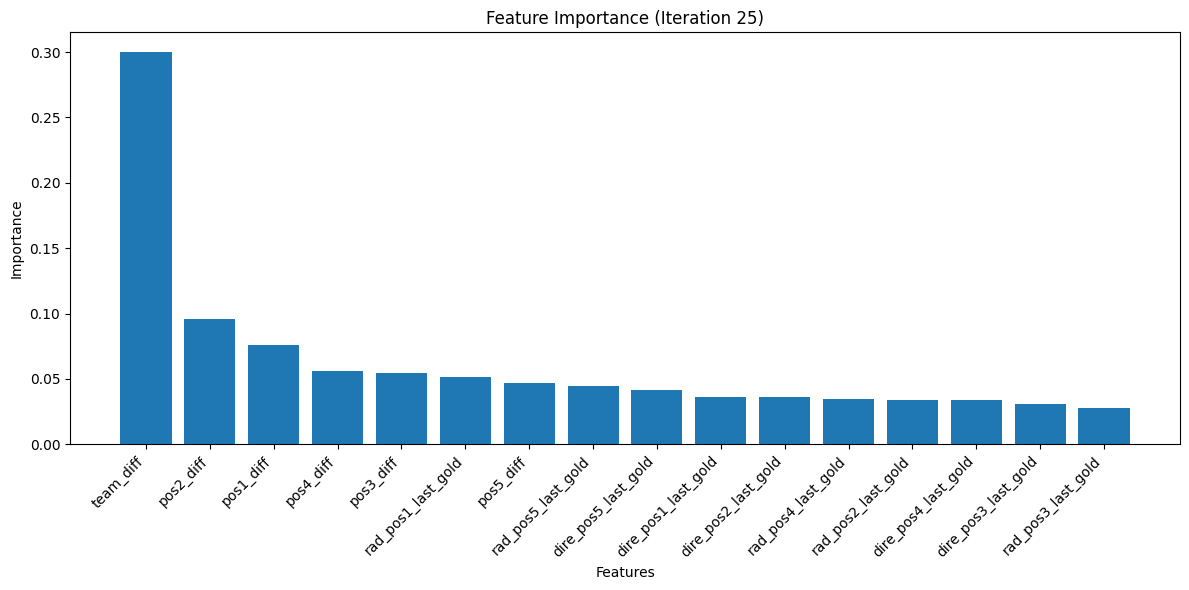 Feature Importance (Iteration 25)
0.30
0.25
0.20
0.15
0.10
0.05
0.00
Importance
team_diff
pos2_diff
pos1_diff
pos4_diff
pos3_diff
rad_pos1_last_gold
pos5_diff
rad_pos5_last_gold
dire_pos5_last_gold
dire_pos1_last_gold
dire_pos2_last_gold
rad_pos4_last_gold
rad_pos2_last_gold
dire_pos4_last_gold
dire_pos3_last_gold
rad_pos3_last_gold
Features